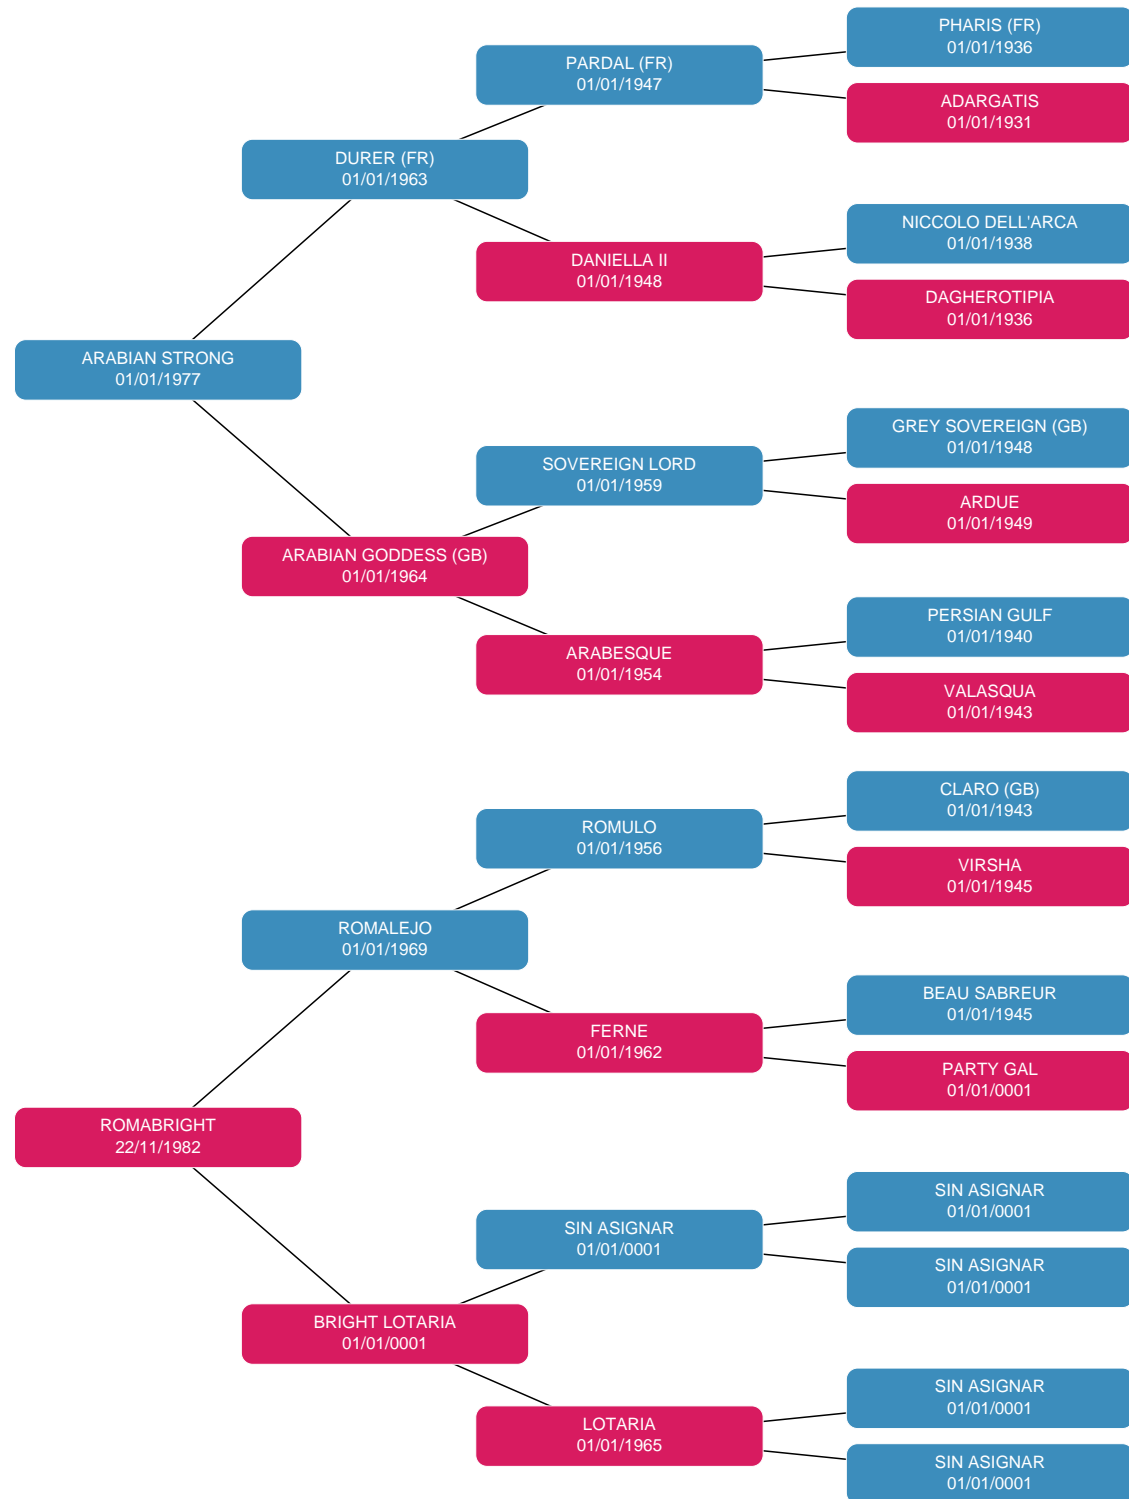 PHARIS (FR)
01/01/1936
PARDAL (FR)
01/01/1947
ADARGATIS
01/01/1931
DURER (FR)
01/01/1963
NICCOLO DELL'ARCA
01/01/1938
DANIELLA II
01/01/1948
DAGHEROTIPIA
01/01/1936
ARABIAN STRONG
01/01/1977
GREY SOVEREIGN (GB)
01/01/1948
SOVEREIGN LORD
01/01/1959
ARDUE
01/01/1949
ARABIAN GODDESS (GB)
01/01/1964
PERSIAN GULF
01/01/1940
ARABESQUE
01/01/1954
VALASQUA
01/01/1943
CLARO (GB)
01/01/1943
ROMULO
01/01/1956
VIRSHA
01/01/1945
ROMALEJO
01/01/1969
BEAU SABREUR
01/01/1945
FERNE
01/01/1962
PARTY GAL
01/01/0001
ROMABRIGHT
22/11/1982
SIN ASIGNAR
01/01/0001
SIN ASIGNAR
01/01/0001
SIN ASIGNAR
01/01/0001
BRIGHT LOTARIA
01/01/0001
SIN ASIGNAR
01/01/0001
LOTARIA
01/01/1965
SIN ASIGNAR
01/01/0001